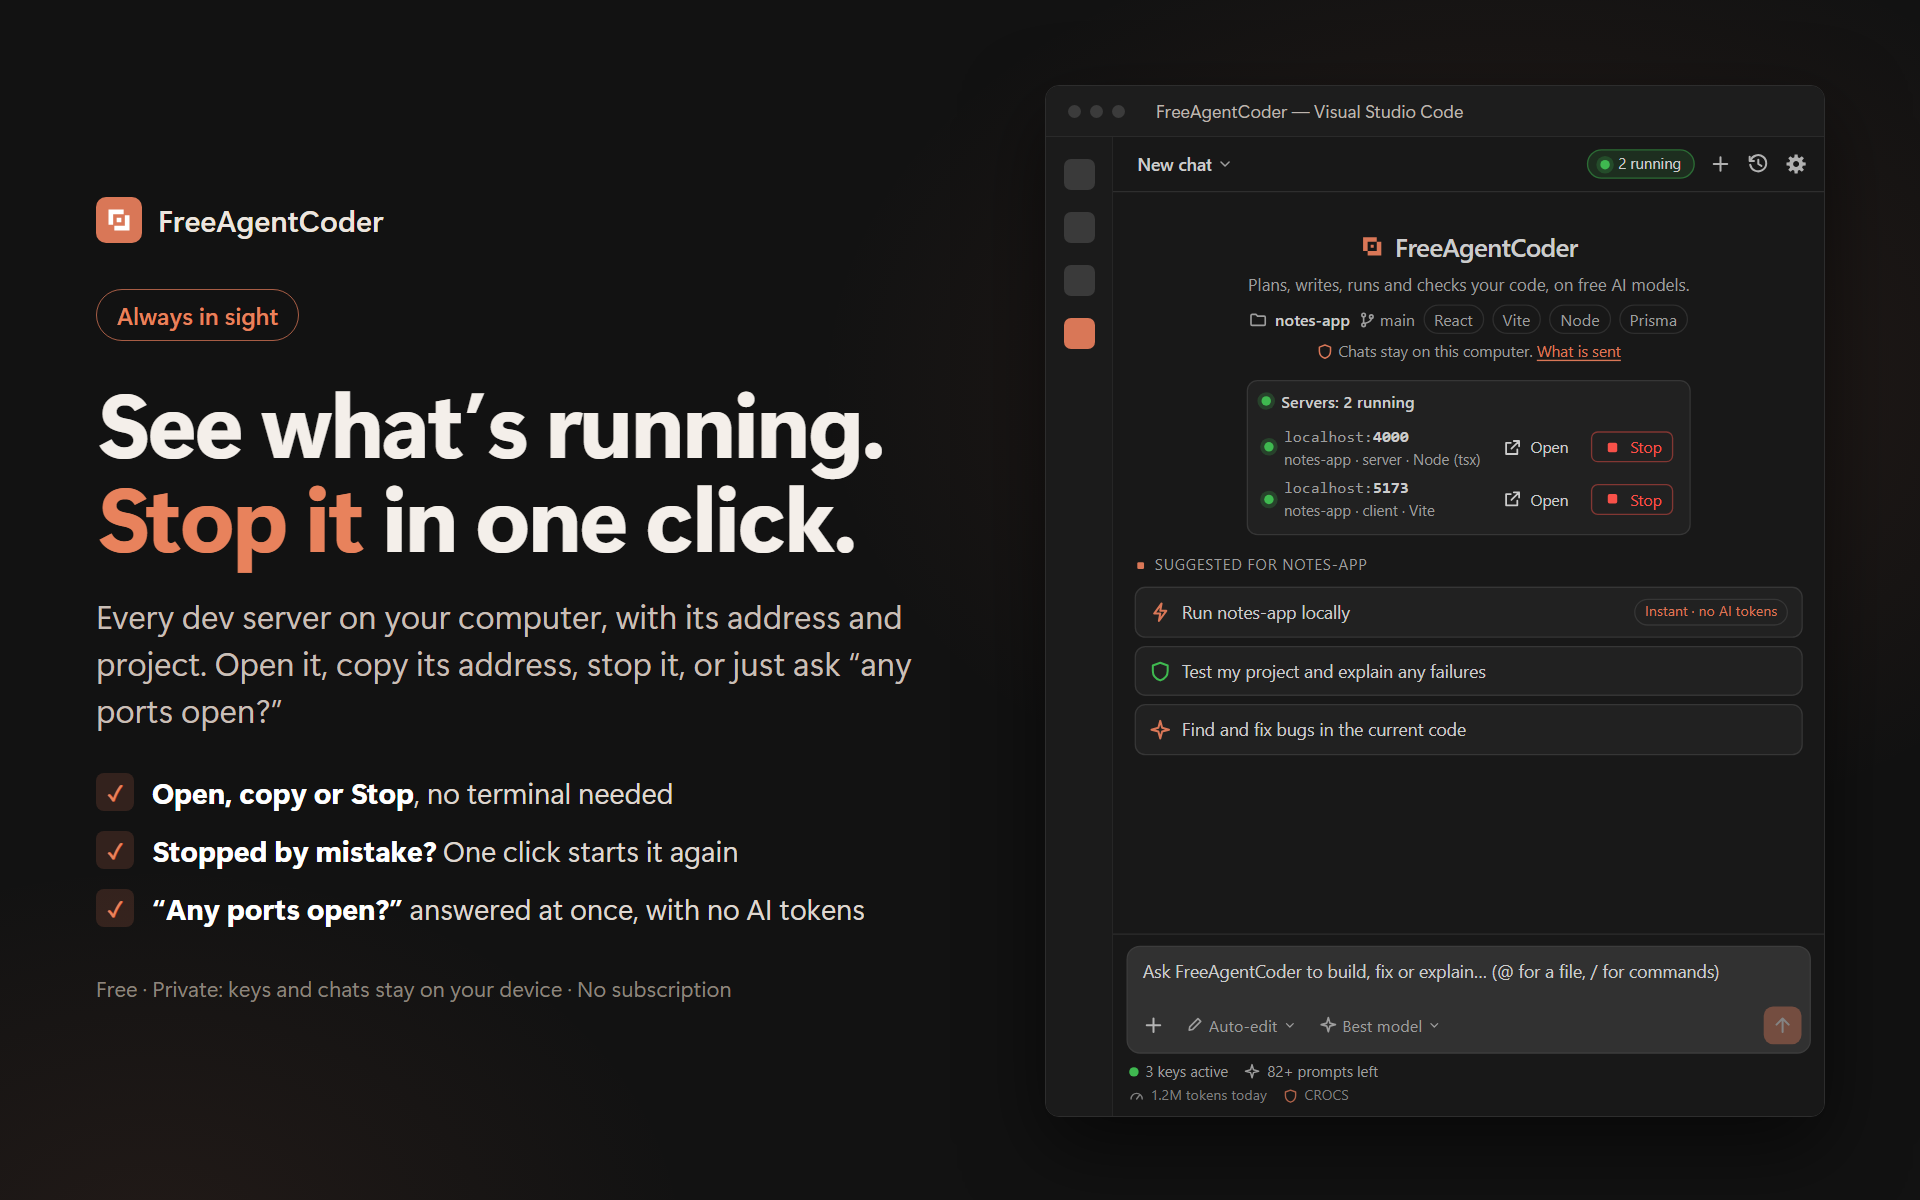 FreeAgentCoder
Always in sight
See what’s running.
Stop it in one click.
Every dev server on your computer, with its address and
project. Open it, copy its address, stop it, or just ask “any
ports open?”
Open, copy or Stop, no terminal needed
Stopped by mistake? One click starts it again
“Any ports open?” answered at once, with no AI tokens
Free · Private: keys and chats stay on your device · No subscription
FreeAgentCoder — Visual Studio Code
New chat
2 running
FreeAgentCoder
Plans, writes, runs and checks your code, on free AI models.
notes-app main React Vite Node Prisma
Chats stay on this computer. What is sent
Servers: 2 running
localhost:4000
notes-app · server · Node (tsx)
Open Stop
localhost:5173
notes-app · client · Vite
Open Stop
SUGGESTED FOR NOTES-APP
Run notes-app locally
Instant · no AI tokens
Test my project and explain any failures
Find and fix bugs in the current code
Ask FreeAgentCoder to build, fix or explain... (@ for a file, / for commands)
Auto-edit Best model
3 keys active 82+ prompts left
1.2M tokens today CROCS